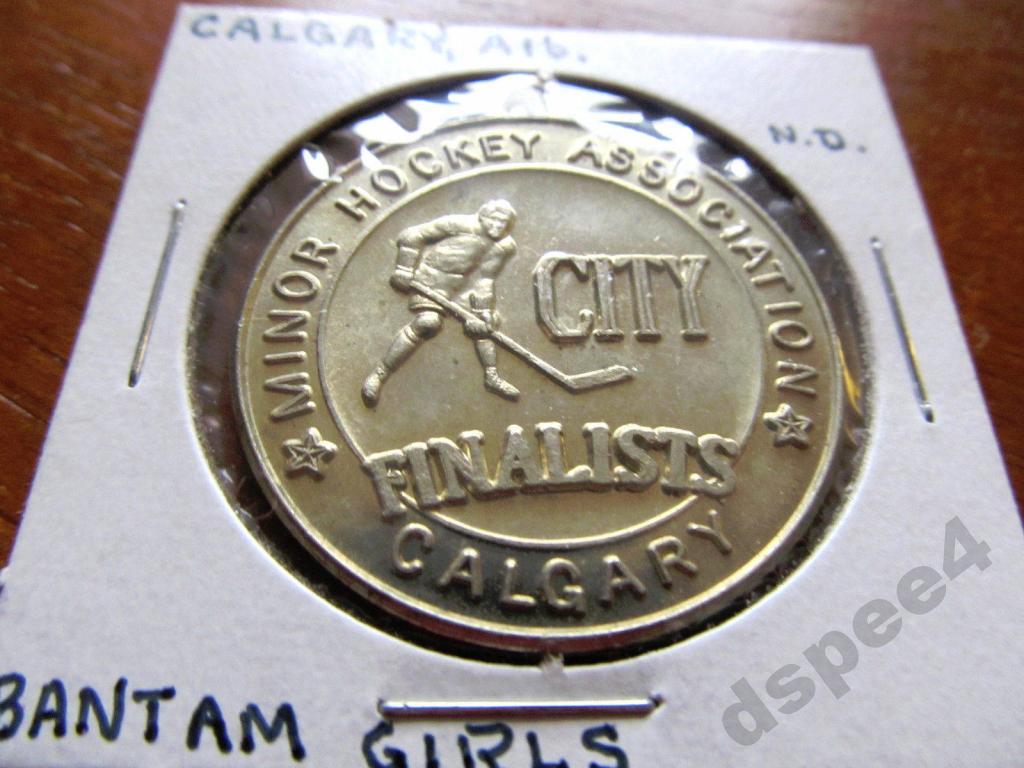 CALGARY, Alb.
N.D.
MINOR HOCKEY ASSOCIATION
CITY
FINALISTS
CALGARY
BANTAM GIRLS
dspee4